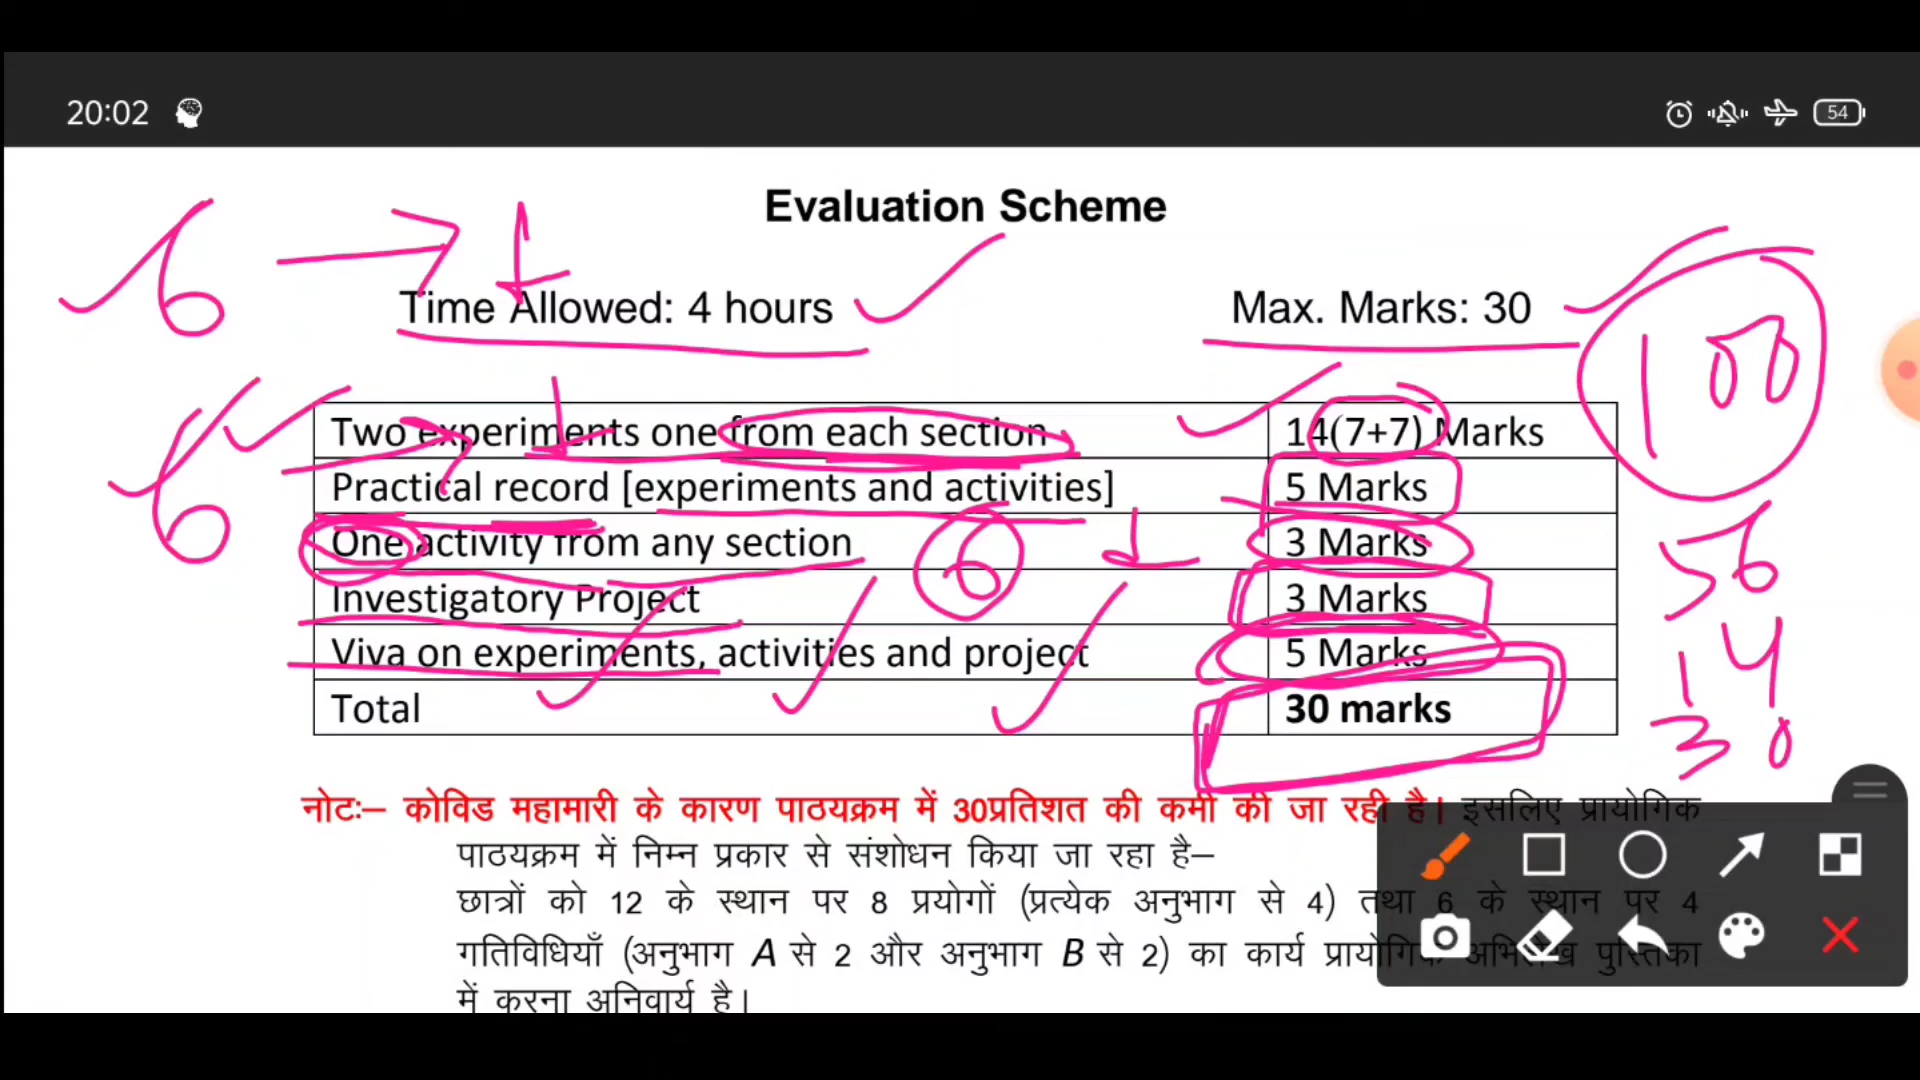 20:02
54
Evaluation Scheme
Time Allowed: 4 hours
Max. Marks: 30
6
100
Two experiments one from each section
14(7+7) Marks
Practical record [experiments and activities]
5 Marks
6
One activity from any section
3 Marks
6
56
Investigatory Project
3 Marks
Viva on experiments, activities and project
5 Marks
14
Total
30 marks
30
नोटः– कोविड महामारी के कारण पाठ्यक्रम में 30प्रतिशत की कमी की जा रही है। इसलिए प्रायोगिक
पाठ्यक्रम में निम्न प्रकार से संशोधन किया जा रहा है–
छात्रों को 12 के स्थान पर 8 प्रयोगों (प्रत्येक अनुभाग से 4) तथा 6 के स्थान पर 4
गतिविधियाँ (अनुभाग A से 2 और अनुभाग B से 2) का कार्य प्रायोगिक अभिलेख पुस्तिका
में करना अनिवार्य है।